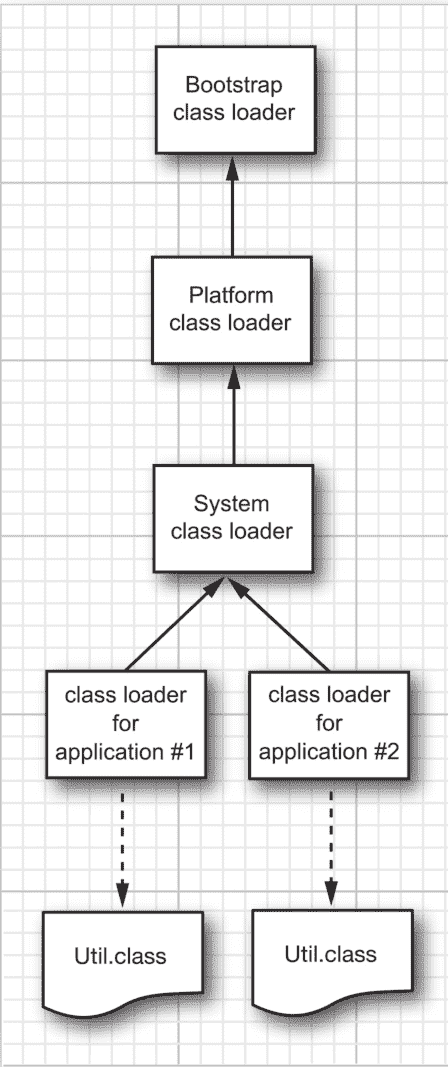 Bootstrap
class loader
Platform
class loader
System
class loader
class loader
for
application #1
class loader
for
application #2
Util.class
Util.class